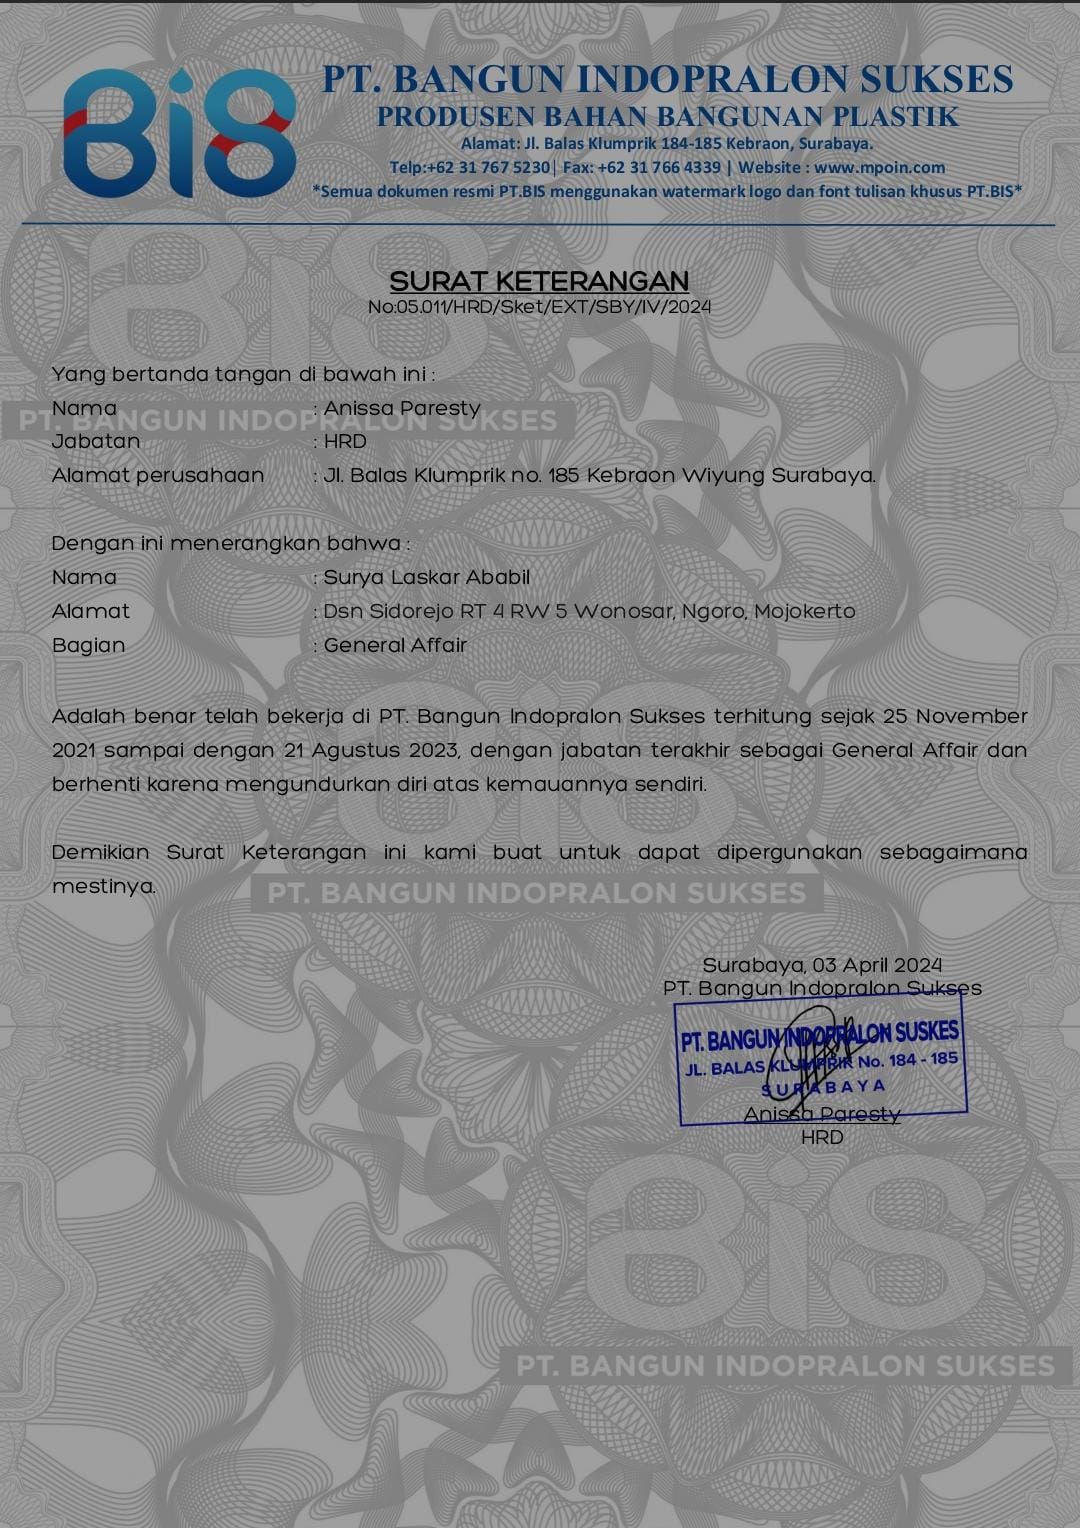 BiS
PT. BANGUN INDOPRALON SUKSES
PRODUSEN BAHAN BANGUNAN PLASTIK
Alamat: Jl. Balas Klumprik 184-185 Kebraon, Surabaya.
Telp:+62 31 767 5230| Fax: +62 31 766 4339 | Website : www.mpoin.com
*Semua dokumen resmi PT.BIS menggunakan watermark logo dan font tulisan khusus PT.BIS*
BiS
SURAT KETERANGAN
No:05.011/HRD/Sket/EXT/SBY/IV/2024
Yang bertanda tangan di bawah ini :
Nama : Anissa Paresty
PT. BANGUN INDOPRALON SUKSES
Jabatan : HRD
Alamat perusahaan : Jl. Balas Klumprik no. 185 Kebraon Wiyung Surabaya.
Dengan ini menerangkan bahwa :
Nama : Surya Laskar Ababil
Alamat : Dsn Sidorejo RT 4 RW 5 Wonosar, Ngoro, Mojokerto
Bagian : General Affair
Adalah benar telah bekerja di PT. Bangun Indopralon Sukses terhitung sejak 25 November
2021 sampai dengan 21 Agustus 2023, dengan jabatan terakhir sebagai General Affair dan
berhenti karena mengundurkan diri atas kemauannya sendiri.
BiS
Demikian Surat Keterangan ini kami buat untuk dapat dipergunakan sebagaimana
mestinya.
PT. BANGUN INDOPRALON SUKSES
Surabaya, 03 April 2024
PT. Bangun Indopralon Sukses
PT. BANGUN INDOPRALON SUSKES
JL. BALAS KLUMPRIK No. 184 - 185
SURABAYA
Anissa Paresty
HRD
BiS
PT. BANGUN INDOPRALON SUKSES